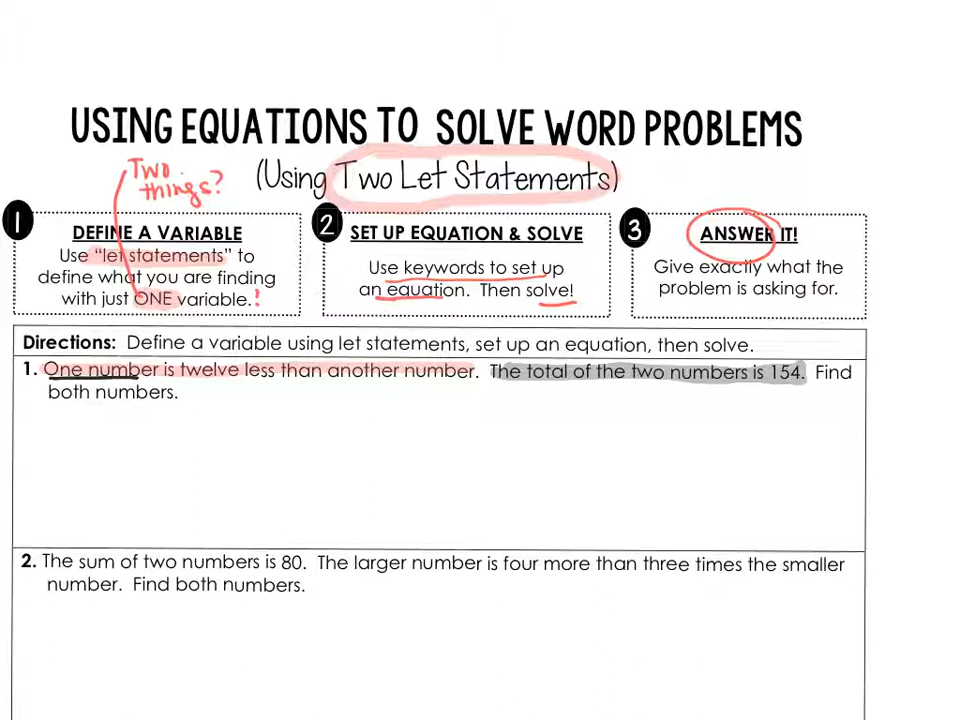 USING EQUATIONS TO SOLVE WORD PROBLEMS
(Using Two Let Statements)
Two
things?
1
DEFINE A VARIABLE
Use “let statements” to
define what you are finding
with just ONE variable.!
2
SET UP EQUATION & SOLVE
Use keywords to set up
an equation. Then solve!
3
ANSWER IT!
Give exactly what the
problem is asking for.
Directions: Define a variable using let statements, set up an equation, then solve.
1. One number is twelve less than another number. The total of the two numbers is 154. Find
both numbers.
2. The sum of two numbers is 80. The larger number is four more than three times the smaller
number. Find both numbers.